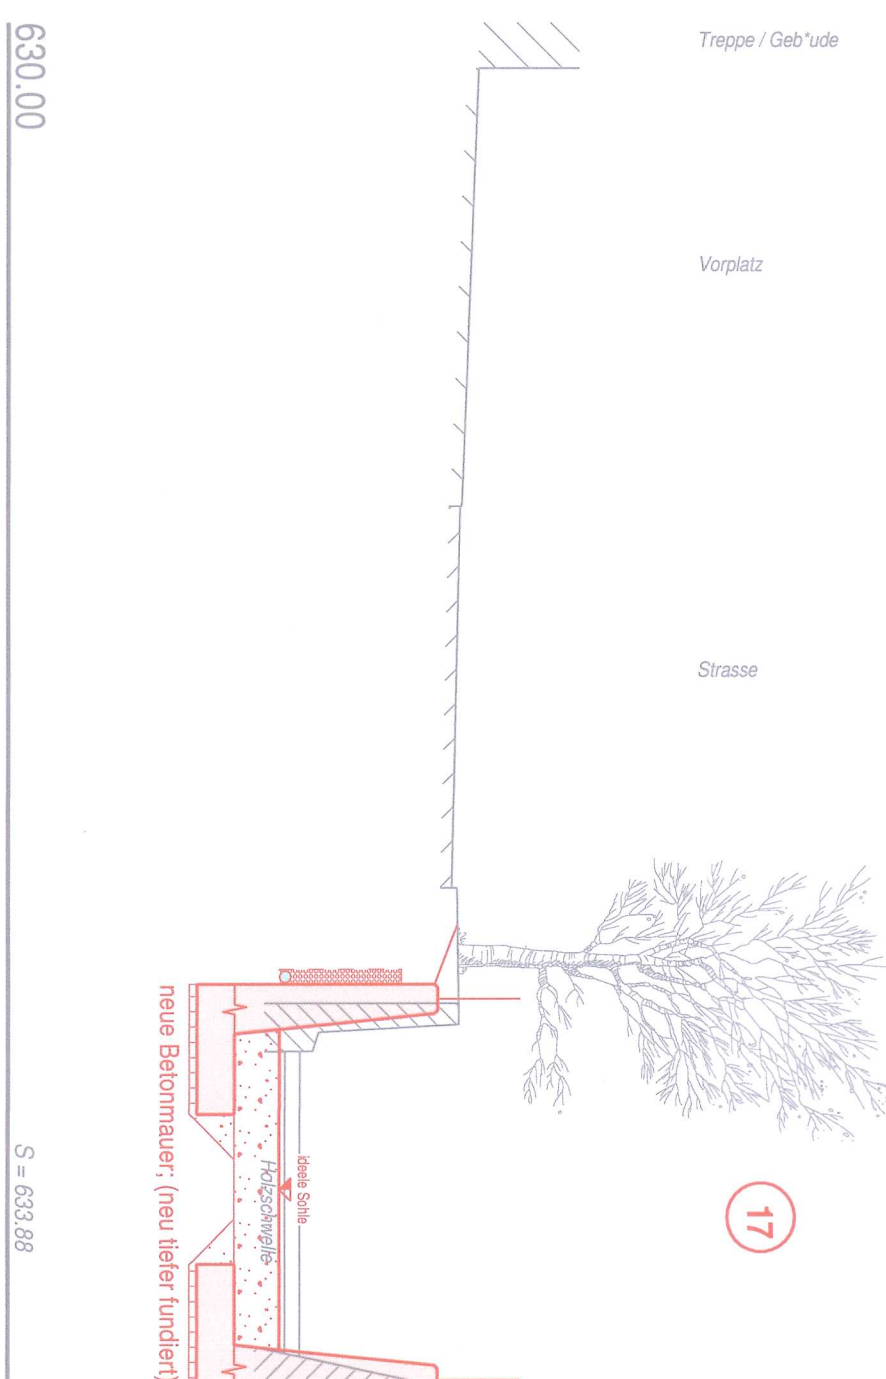 Treppe / Geb*ude
630.00
Vorplatz
Strasse
17
ideele Sohle
Holzschwelle
neue Betonmauer; (neu tiefer fundiert)
S = 633.88